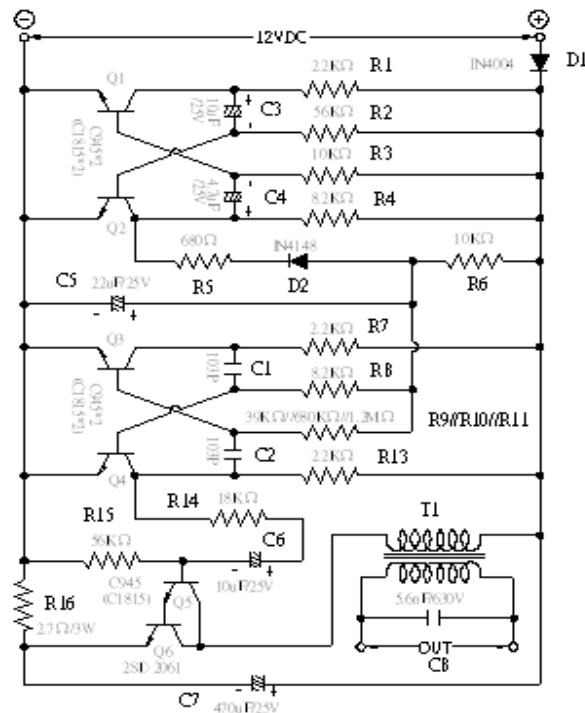 − +
12VDC
D1
IN4004
Q1
2.2KΩ R1
C3
10uF
/25V
56KΩ R2
C945*2
(C1815*2)
10KΩ R3
C4
4.7uF
/25V
8.2KΩ R4
Q2
680Ω
IN4148
10KΩ
R5
D2
R6
C5
22uF/25V
- +
Q3
2.2KΩ R7
C1
103P
8.2KΩ R8
C945*2
(C1815*2)
39KΩ//680KΩ//1.2MΩ
R9//R10//R11
C2
103P
2.2KΩ R13
Q4
R14
18KΩ
T1
R15
56KΩ
C6
- +
10uF/25V
C945
(C1815)
Q5
R16
2.7Ω/3W
5.6nF/630V
Q6
2SD 2061
OUT
C8
C7
- +
470uF/25V